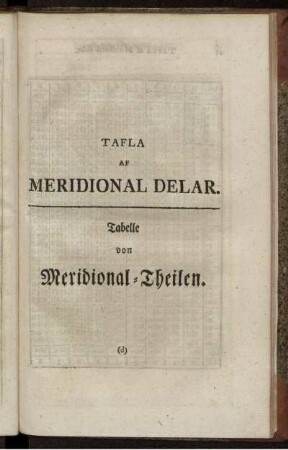 TAFLA
AF
MERIDIONAL DELAR.
Tabelle
von
Meridional-Theilen.
(d)